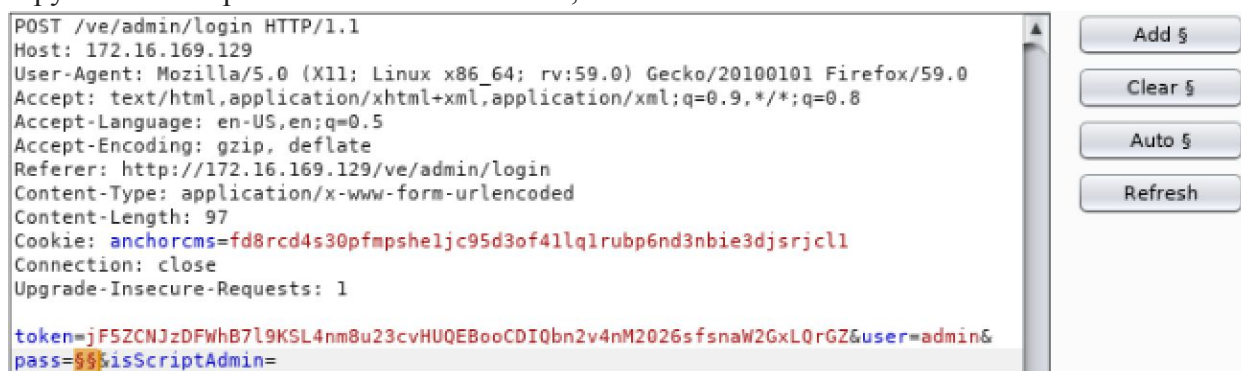 POST /ve/admin/login HTTP/1.1
Host: 172.16.169.129
User-Agent: Mozilla/5.0 (X11; Linux x86_64; rv:59.0) Gecko/20100101 Firefox/59.0
Accept: text/html,application/xhtml+xml,application/xml;q=0.9,*/*;q=0.8
Accept-Language: en-US,en;q=0.5
Accept-Encoding: gzip, deflate
Referer: http://172.16.169.129/ve/admin/login
Content-Type: application/x-www-form-urlencoded
Content-Length: 97
Cookie: anchorcms=fd8rcd4s30pfmpshe1jc95d3of41lq1rubp6nd3nbie3djsrjcl1
Connection: close
Upgrade-Insecure-Requests: 1
token=jF5ZCNJzDFWhB7l9KSL4nm8u23cvHUQEBooCDIQbn2v4nM2026sfsnaW2GxLQrGZ&user=admin&
pass=§§&isScriptAdmin=
Add §
Clear §
Auto §
Refresh